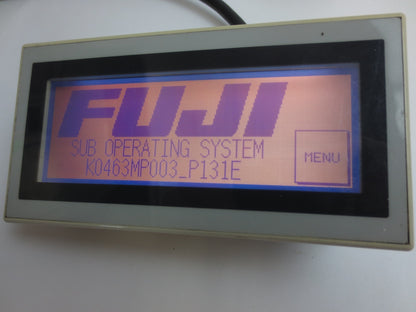 FUJI
SUB OPERATING SYSTEM
K0463MP003_P131E
MENU